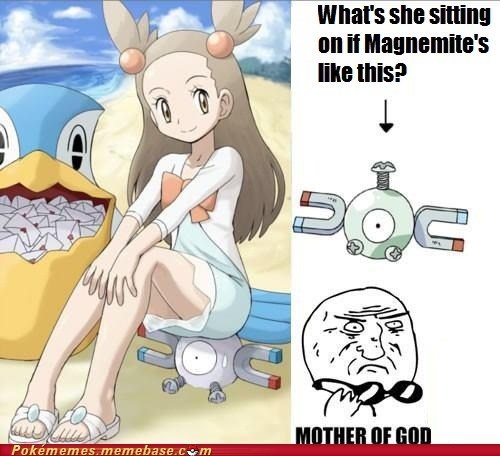 What's she sitting
on if Magnemite's
like this?
MOTHER OF GOD
Pokememes.memebase.com